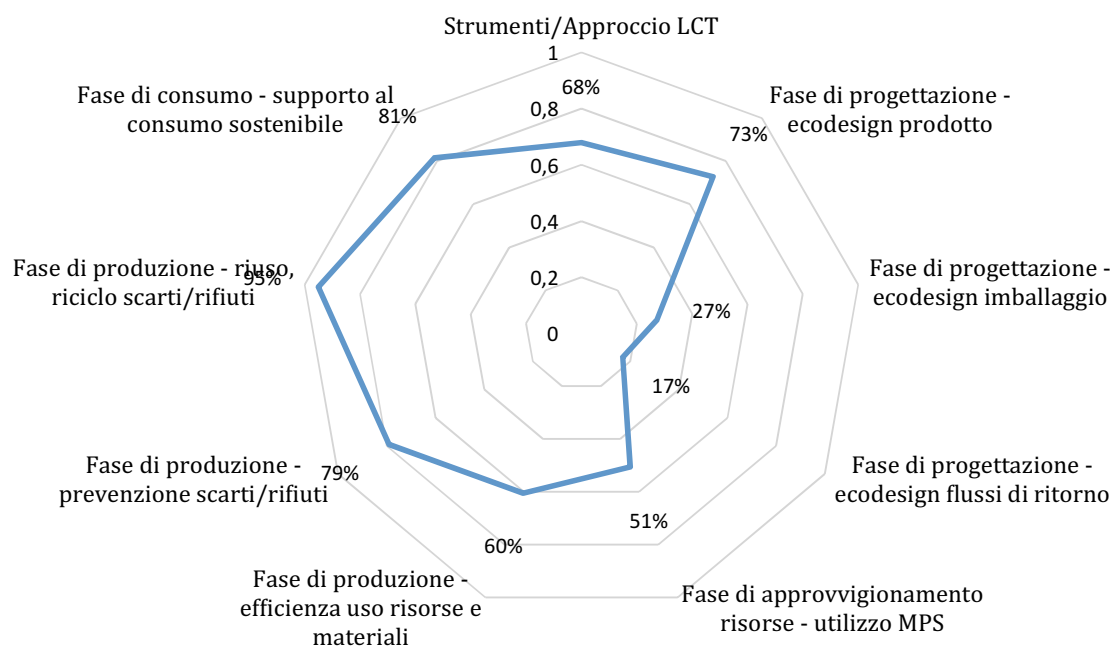 Strumenti/Approccio LCT
1
68%
0,8
0,6
0,4
0,2
0
Fase di progettazione -
ecodesign prodotto
73%
Fase di progettazione -
ecodesign imballaggio
27%
Fase di progettazione -
ecodesign flussi di ritorno
17%
Fase di approvvigionamento
risorse - utilizzo MPS
51%
Fase di produzione -
efficienza uso risorse e
materiali
60%
Fase di produzione -
prevenzione scarti/rifiuti
79%
Fase di produzione - riuso,
riciclo scarti/rifiuti
95%
Fase di consumo - supporto al
consumo sostenibile
81%